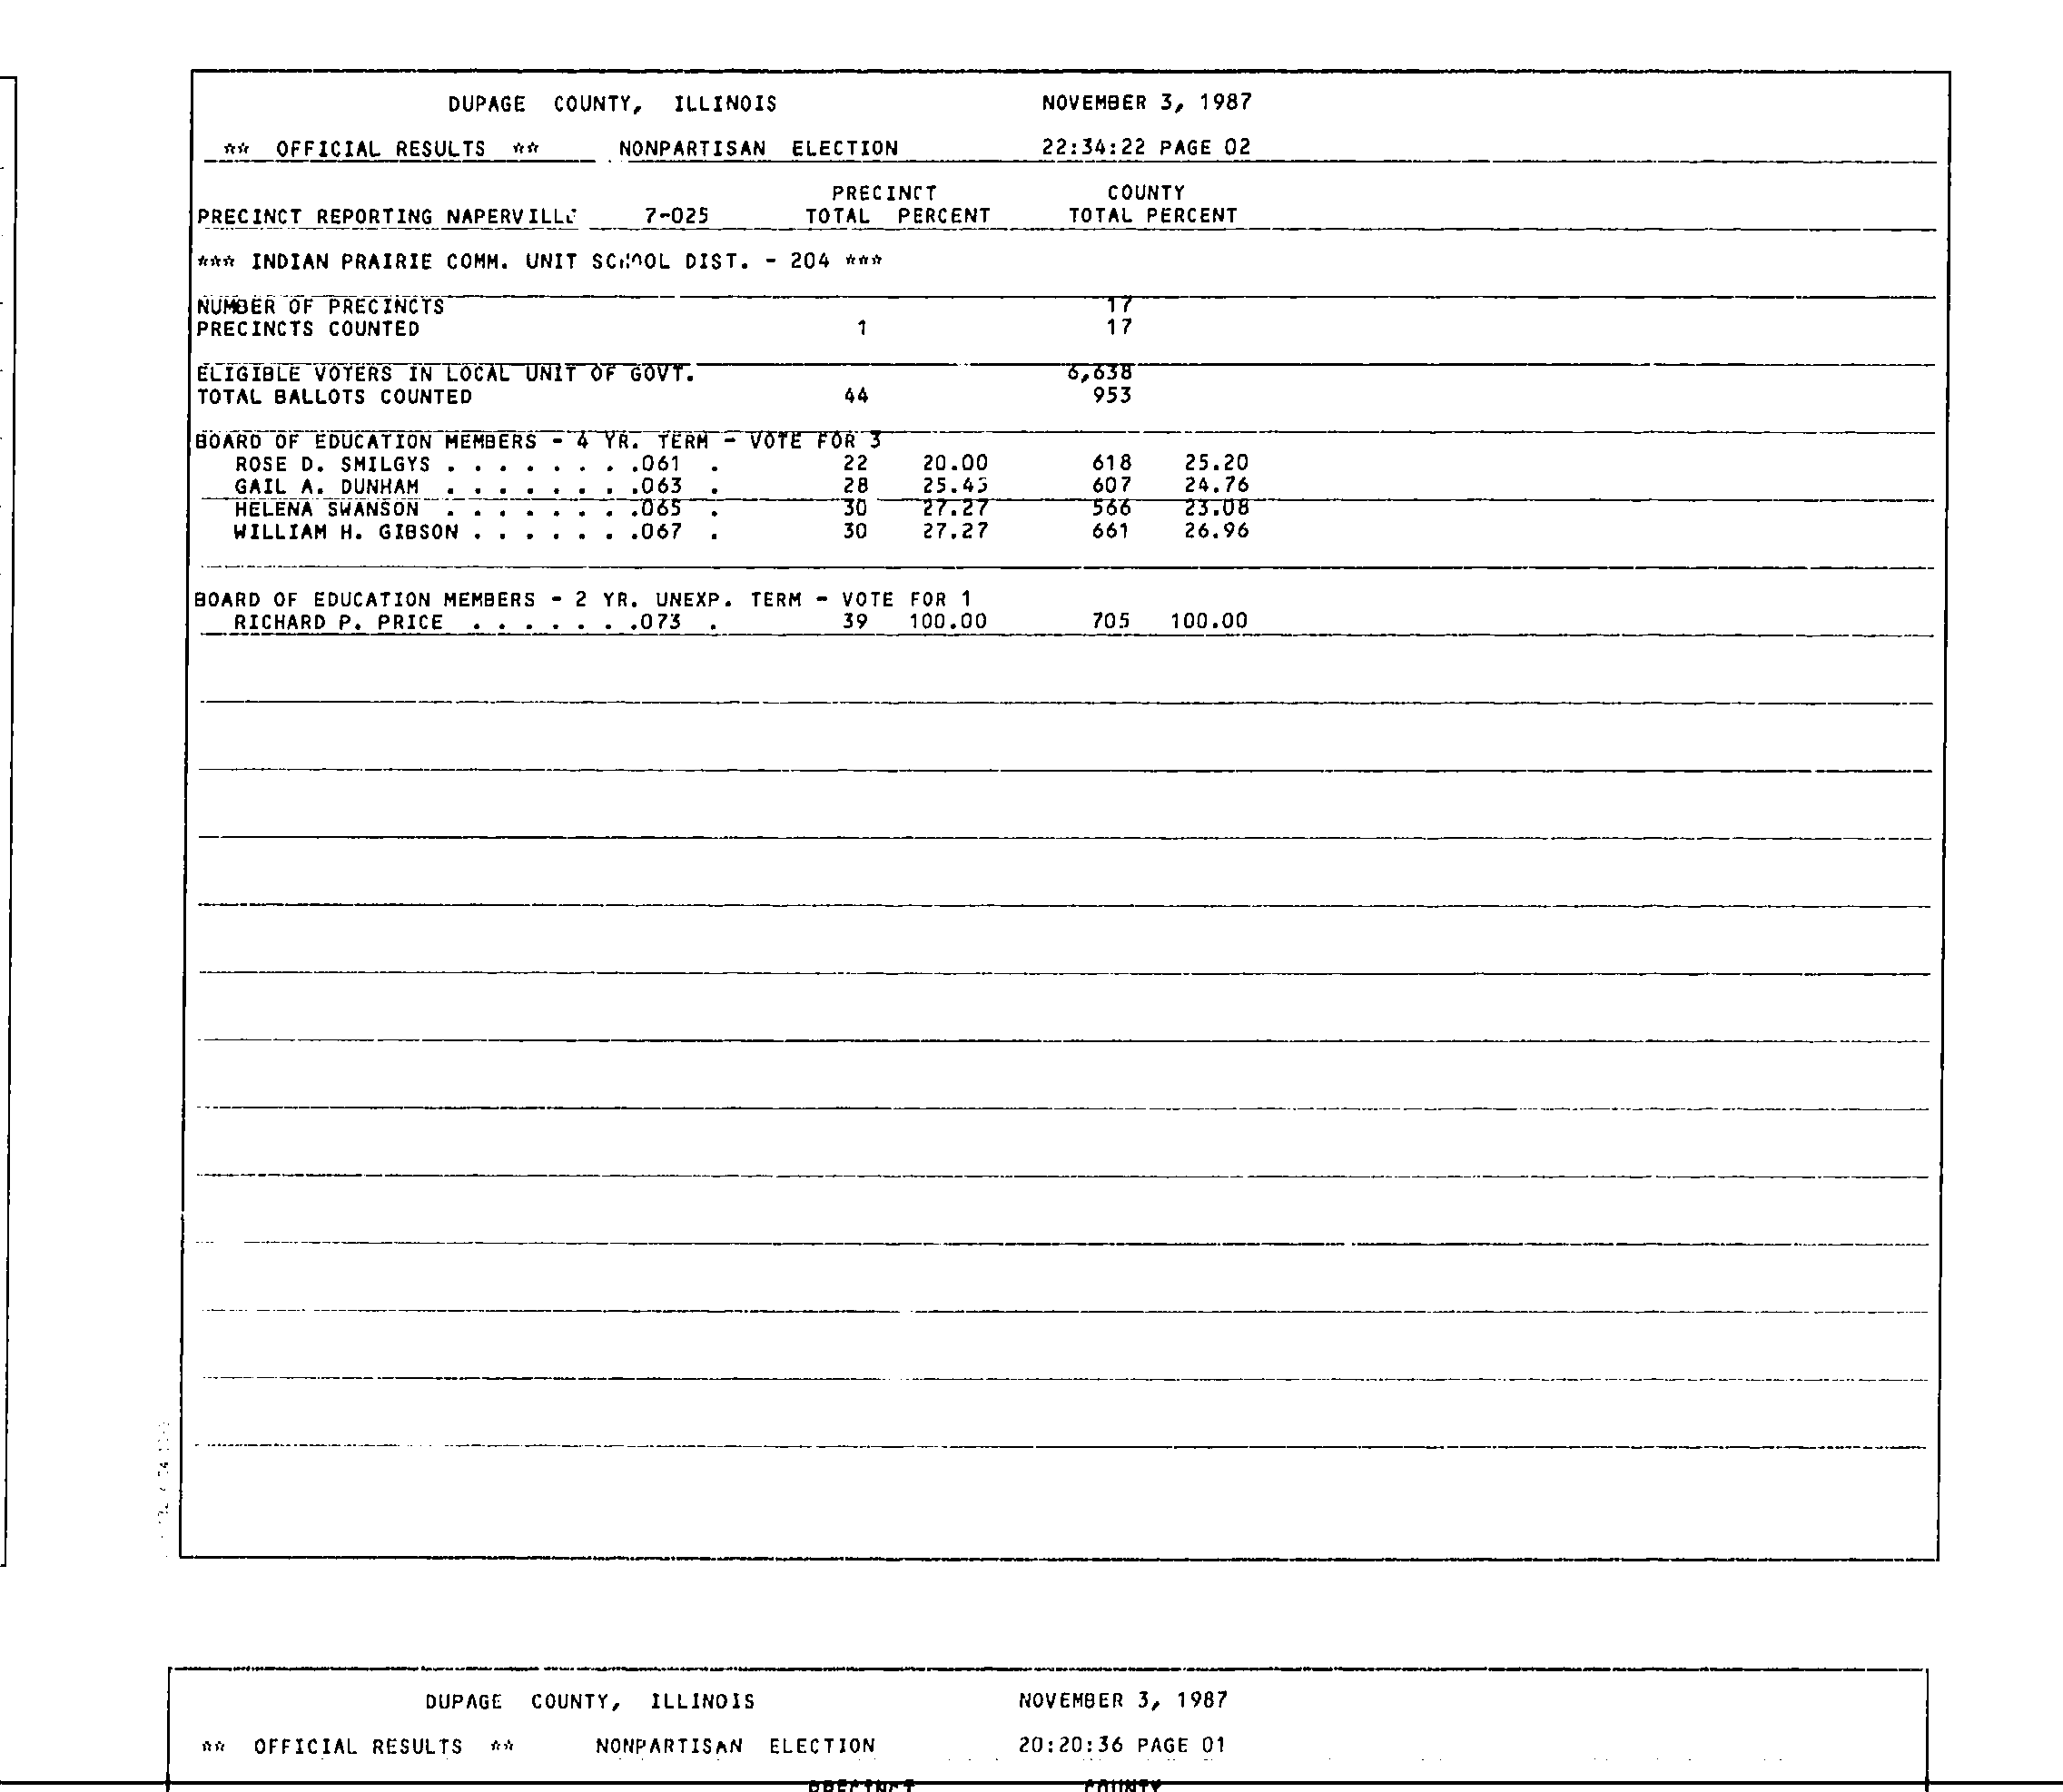 DUPAGE COUNTY, ILLINOIS NOVEMBER 3, 1987
** OFFICIAL RESULTS ** NONPARTISAN ELECTION 22:34:22 PAGE 02
PRECINCT COUNTY
PRECINCT REPORTING NAPERVILLE 7-025 TOTAL PERCENT TOTAL PERCENT
*** INDIAN PRAIRIE COMM. UNIT SCHOOL DIST. - 204 ***
NUMBER OF PRECINCTS 17
PRECINCTS COUNTED 1 17
ELIGIBLE VOTERS IN LOCAL UNIT OF GOVT. 6,638
TOTAL BALLOTS COUNTED 44 953
BOARD OF EDUCATION MEMBERS - 4 YR. TERM - VOTE FOR 3
ROSE D. SMILGYS . . . . . . . .061 . 22 20.00 618 25.20
GAIL A. DUNHAM . . . . . . . .063 . 28 25.45 607 24.76
HELENA SWANSON . . . . . . . .065 . 30 27.27 566 23.08
WILLIAM H. GIBSON . . . . . . .067 . 30 27.27 661 26.96
BOARD OF EDUCATION MEMBERS - 2 YR. UNEXP. TERM - VOTE FOR 1
RICHARD P. PRICE . . . . . . .073 . 39 100.00 705 100.00
DUPAGE COUNTY, ILLINOIS NOVEMBER 3, 1987
** OFFICIAL RESULTS ** NONPARTISAN ELECTION 20:20:36 PAGE 01
PRECINCT COUNTY